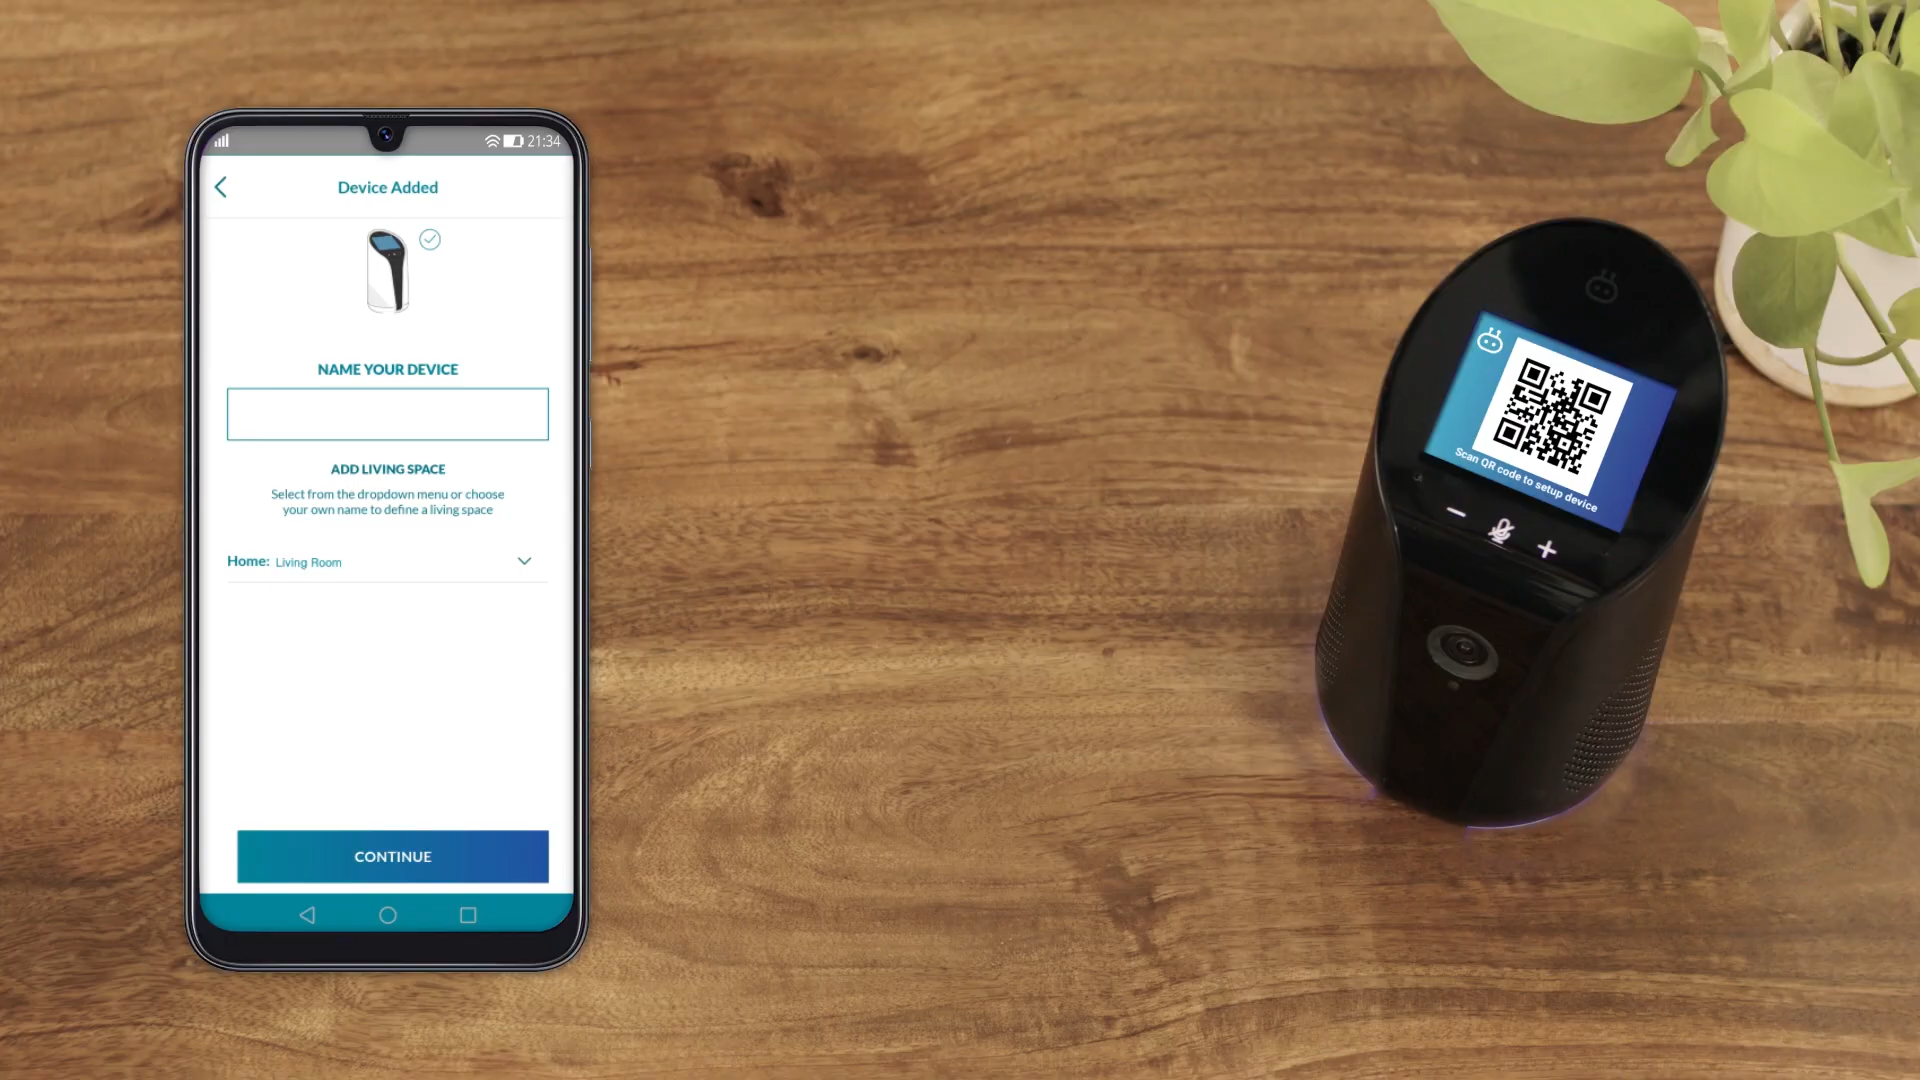 21:34
Device Added
NAME YOUR DEVICE
ADD LIVING SPACE
Select from the dropdown menu or choose
your own name to define a living space
Home: Living Room
CONTINUE
Scan QR code to setup device